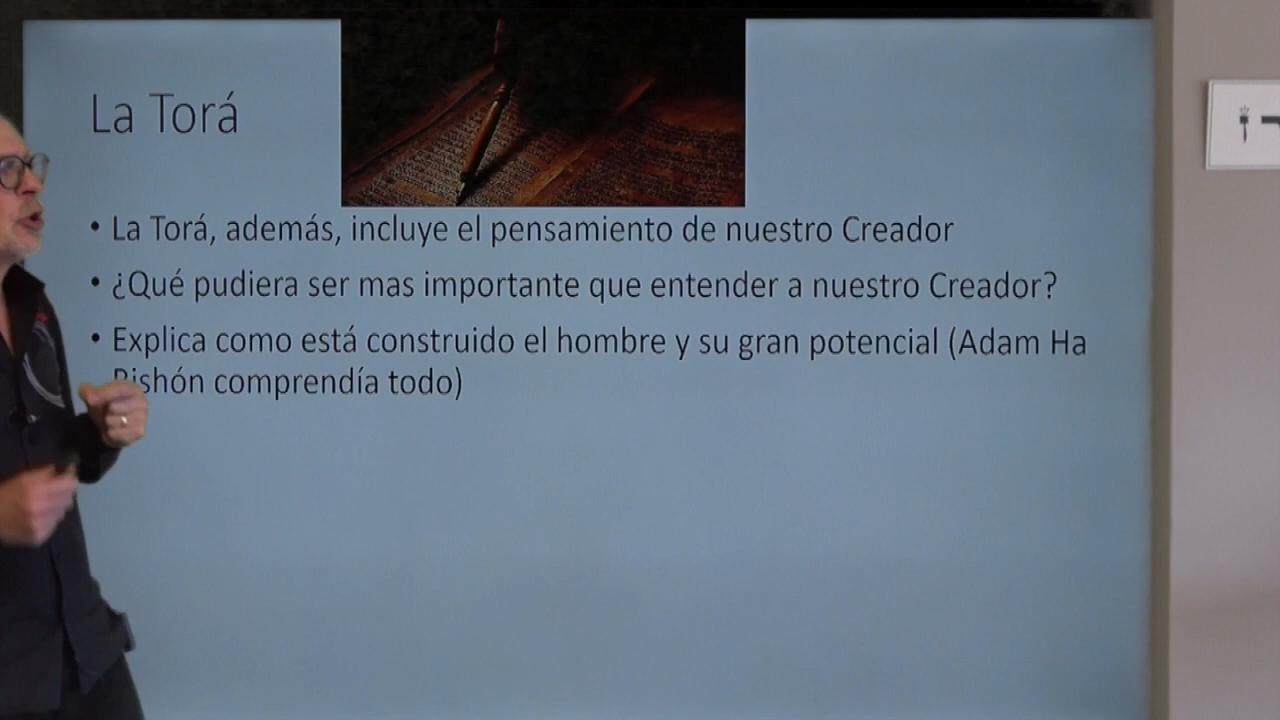 La Torá
• La Torá, además, incluye el pensamiento de nuestro Creador
• ¿Qué pudiera ser mas importante que entender a nuestro Creador?
• Explica como está construido el hombre y su gran potencial (Adam Ha
Rishón comprendía todo)